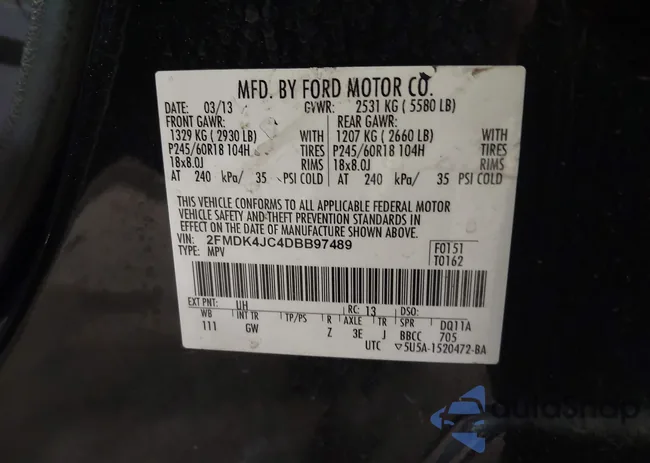 MFD. BY FORD MOTOR CO.
DATE: 03/13 GVWR: 2531 KG ( 5580 LB)
FRONT GAWR: REAR GAWR:
1329 KG ( 2930 LB) WITH 1207 KG ( 2660 LB) WITH
P245/60R18 104H TIRES P245/60R18 104H TIRES
18x8.0J RIMS 18x8.0J RIMS
AT 240 kPa/ 35 PSI COLD AT 240 kPa/ 35 PSI COLD
THIS VEHICLE CONFORMS TO ALL APPLICABLE FEDERAL MOTOR
VEHICLE SAFETY AND THEFT PREVENTION STANDARDS IN
EFFECT ON THE DATE OF MANUFACTURE SHOWN ABOVE.
VIN: 2FMDK4JC4DBB97489 F0151
TYPE: MPV T0162
EXT PNT: UH RC: 13 DSO:
WB INT TR TP/PS R AXLE TR SPR DQ11A
111 GW Z 3E J BBCC 705
UTC ▽5U5A-1520472-BA
autoSnap